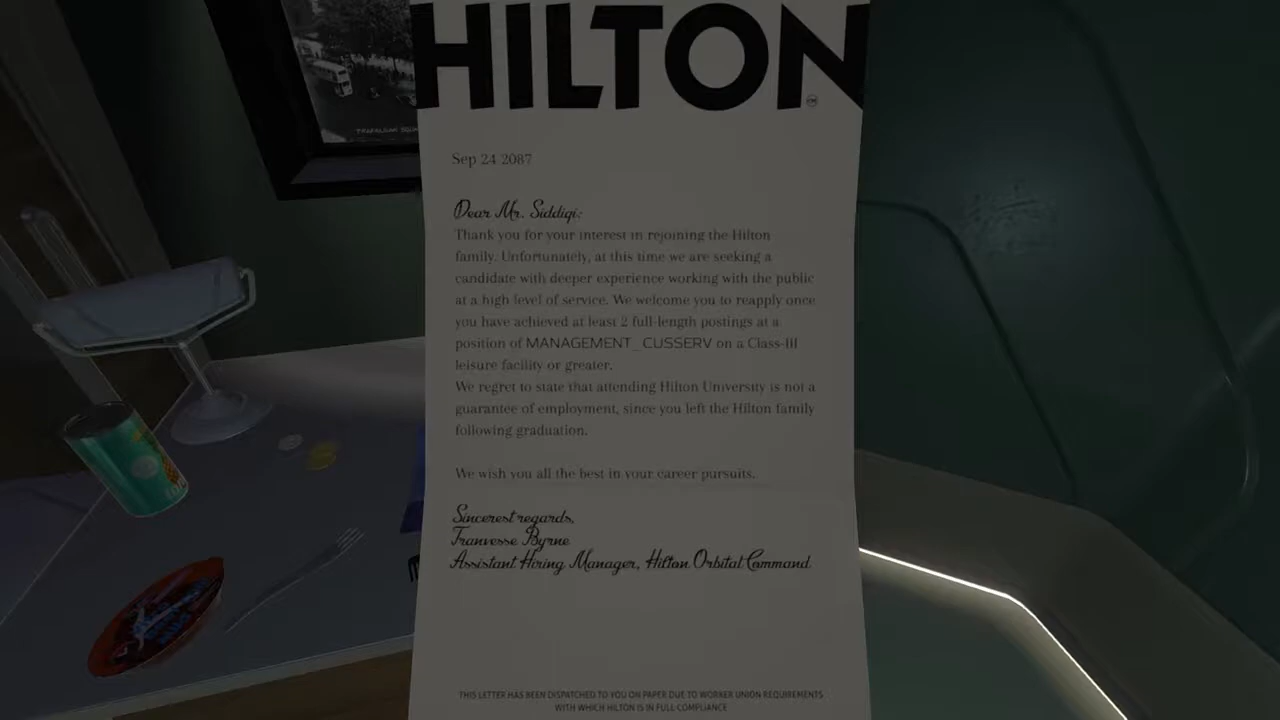 HILTON
TRAFALGAR
Sep 24 2087
Dear Mr. Siddiqi:
Thank you for your interest in rejoining the Hilton
family. Unfortunately, at this time we are seeking a
candidate with deeper experience working with the public
at a high level of service. We welcome you to reapply once
you have achieved at least 2 full-length postings at a
position of MANAGEMENT_CUSSERV on a Class-III
leisure facility or greater.
We regret to state that attending Hilton University is not a
guarantee of employment, since you left the Hilton family
following graduation.
We wish you all the best in your career pursuits.
Sincerest regards,
Tranvesse Byrne
Assistant Hiring Manager, Hilton Orbital Command
THIS LETTER HAS BEEN DISPATCHED TO YOU ON PAPER DUE TO WORKER UNION REQUIREMENTS
WITH WHICH HILTON IS IN FULL COMPLIANCE